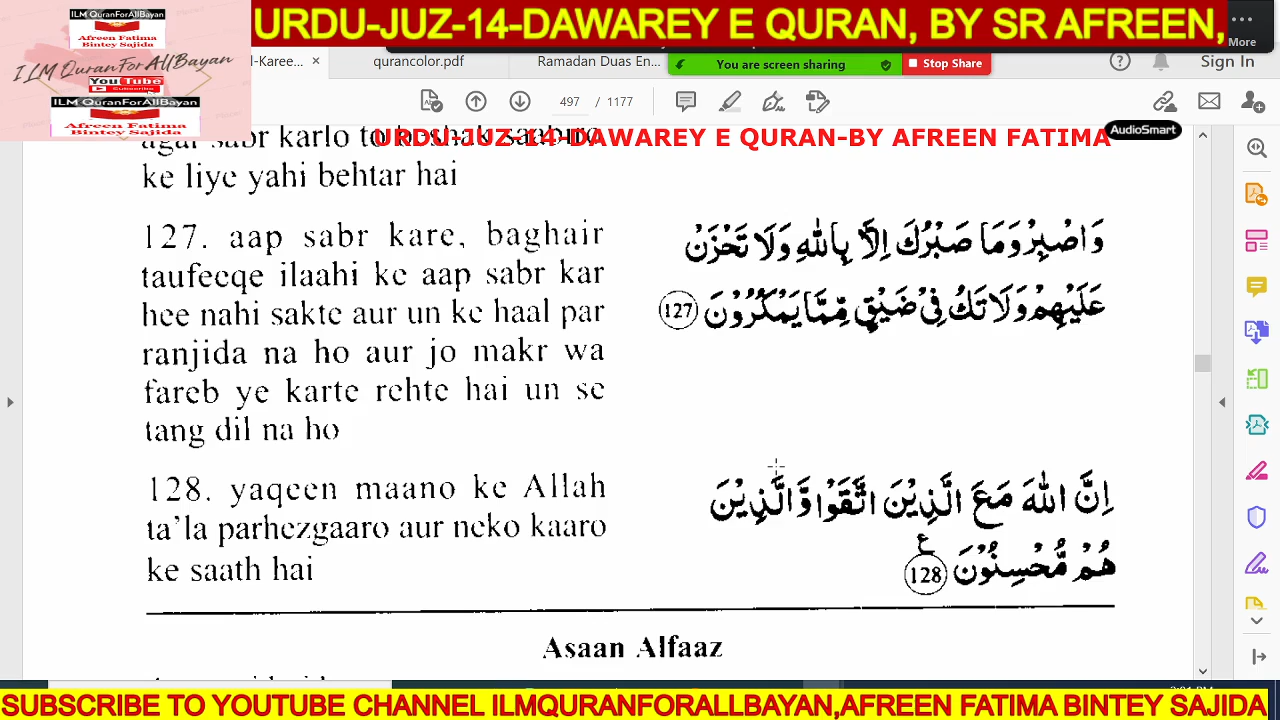 ILM QuranForAllBayan
Afreen Fatima
Bintey Sajida
ILM QuranForAllBayan
YouTube
Subscribe
ILM QuranForAllBayan
Afreen Fatima
Bintey Sajida
URDU-JUZ-14-DAWAREY E QURAN, BY SR AFREEN,
More
l-Karee... ×
qurancolor.pdf
Ramadan Duas En...
You are screen sharing
Stop Share
Sign In
497 / 1177
AudioSmart
URDU-JUZ-14-DAWAREY E QURAN-BY AFREEN FATIMA
agar sabr karlo to
ke liye yahi behtar hai
127. aap sabr kare, baghair
taufeeqe ilaahi ke aap sabr kar
hee nahi sakte aur un ke haal par
ranjida na ho aur jo makr wa
fareb ye karte rehte hai un se
tang dil na ho
وَاصْبِرْ وَمَا صَبْرُكَ اِلَّا بِاللّٰهِ وَلَا تَحْزَنْ
عَلَيْهِمْ وَلَا تَكُ فِىْ ضَيْقٍ مِّمَّا يَمْكُرُوْنَ 127
128. yaqeen maano ke Allah
ta’la parhezgaaro aur neko kaaro
ke saath hai
اِنَّ اللّٰهَ مَعَ الَّذِيْنَ اتَّقَوْا وَّالَّذِيْنَ
هُمْ مُّحْسِنُوْنَ 128 ع
Asaan Alfaaz
SUBSCRIBE TO YOUTUBE CHANNEL ILMQURANFORALLBAYAN,AFREEN FATIMA BINTEY SAJIDA